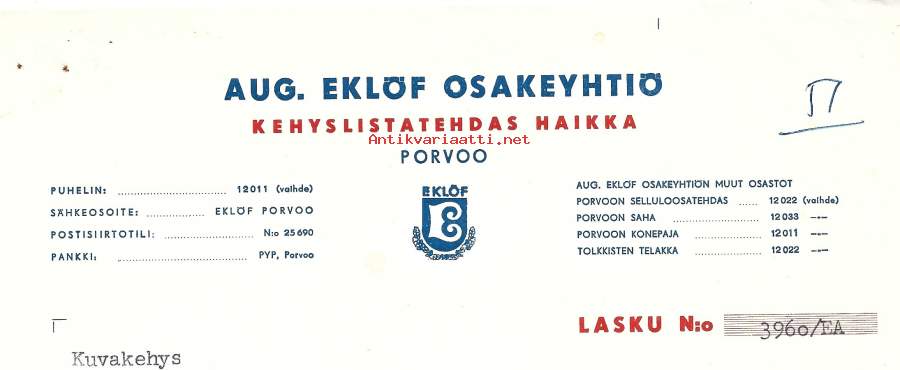 AUG. EKLÖF OSAKEYHTIÖ
KEHYSLISTATEHDAS HAIKKA
Antikvariaatti.net
PORVOO
PUHELIN: 12011 (vaihde)
SÄHKEOSOITE: EKLÖF PORVOO
POSTISIIRTOTILI: N:o 25690
PANKKI: PYP, Porvoo
EKLÖF
E
AUG. EKLÖF OSAKEYHTIÖN MUUT OSASTOT
PORVOON SELLULOOSATEHDAS 12022 (vaihde)
PORVOON SAHA 12033 —»—
PORVOON KONEPAJA 12011 —»—
TOLKKISTEN TELAKKA 12022 —»—
LASKU N:o 3960/EA
Kuvakehys